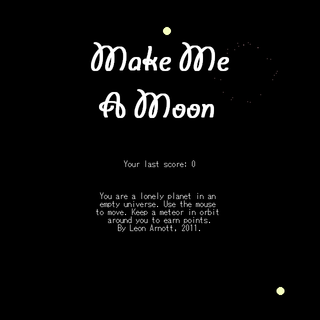 Make Me
A Moon
Your last score: 0
You are a lonely planet in an
empty universe. Use the mouse
to move. Keep a meteor in orbit
around you to earn points.
By Leon Arnott, 2011.